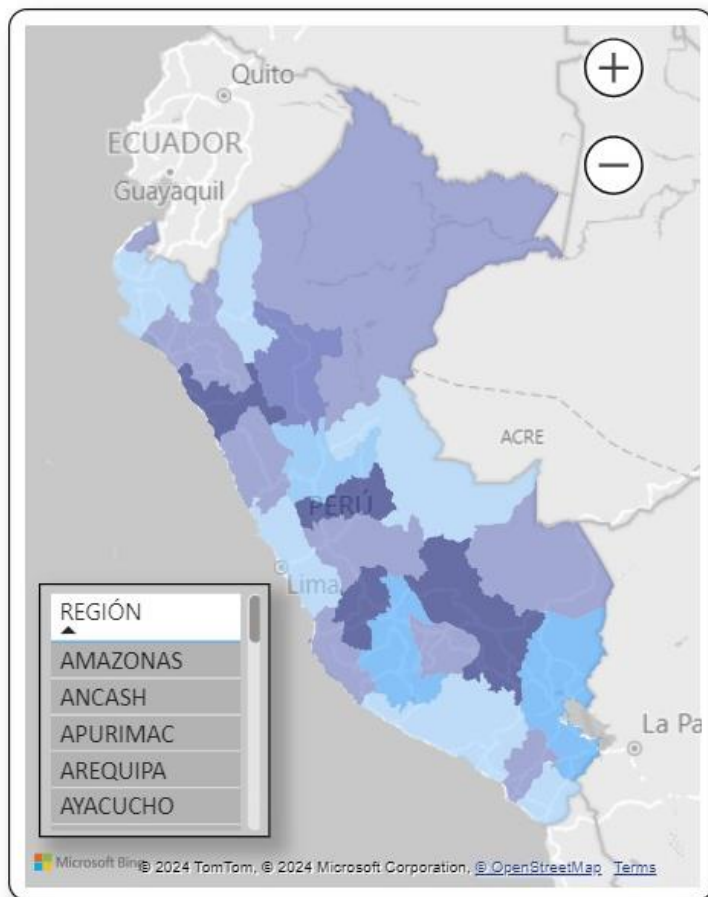 Quito
ECUADOR
Guayaquil
ACRE
PERÚ
Lima
REGIÓN
AMAZONAS
ANCASH
APURIMAC
AREQUIPA
AYACUCHO
La Pa
Microsoft Bing
© 2024 TomTom, © 2024 Microsoft Corporation, © OpenStreetMap Terms